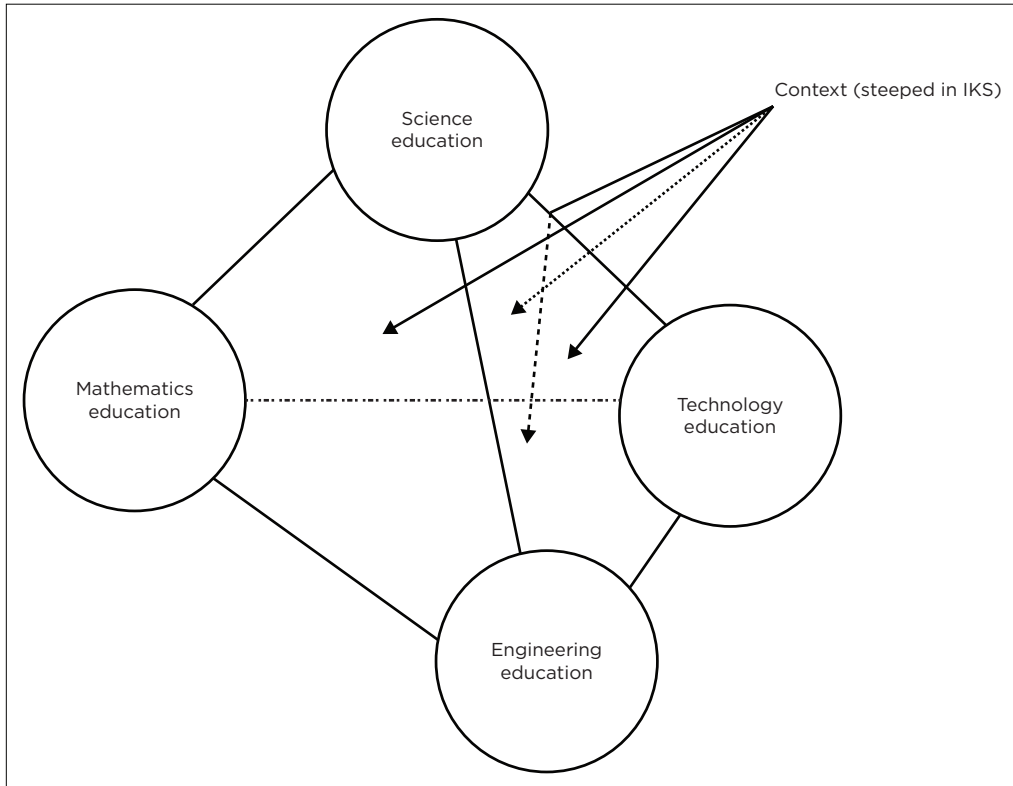 Science
education
Context (steeped in IKS)
Mathematics
education
Technology
education
Engineering
education